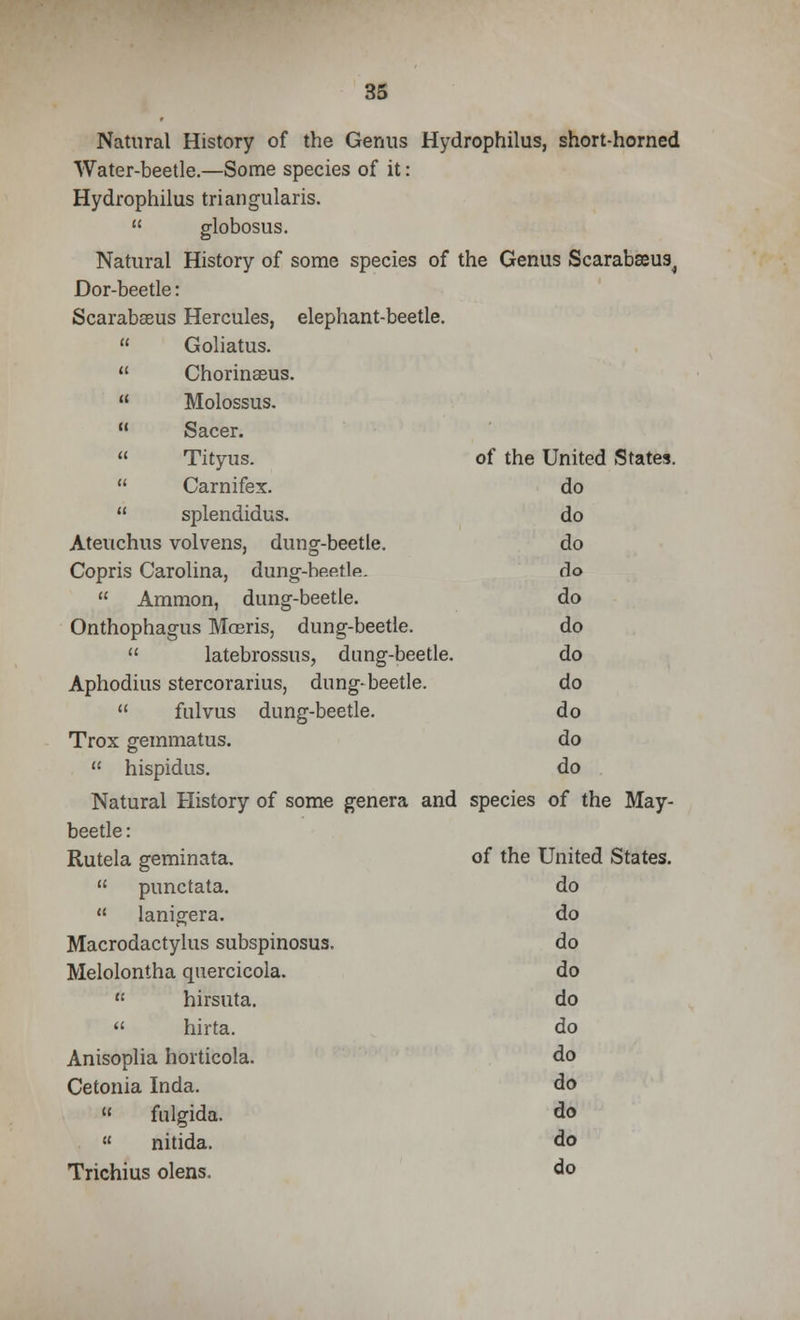 35
Natural History of the Genus Hydrophilus, short-horned
Water-beetle.—Some species of it:
Hydrophilus triangularis.
“ globosus.
Natural History of some species of the Genus Scarabæus,
Dor-beetle:
Scarabæus Hercules, elephant-beetle.
“ Goliatus.
“ Chorinæus.
“ Molossus.
“ Sacer.
“ Tityus. of the United States.
“ Carnifex. do
“ splendidus. do
Ateuchus volvens, dung-beetle. do
Copris Carolina, dung-beetle. do
“ Ammon, dung-beetle. do
Onthophagus Mœris, dung-beetle. do
“ latebrossus, dung-beetle. do
Aphodius stercorarius, dung-beetle. do
“ fulvus dung-beetle. do
Trox gemmatus. do
“ hispidus. do
Natural History of some genera and species of the May-
beetle:
Rutela geminata. of the United States.
“ punctata. do
“ lanigera. do
Macrodactylus subspinosus. do
Melolontha quercicola. do
“ hirsuta. do
“ hirta. do
Anisoplia horticola. do
Cetonia Inda. do
“ fulgida. do
“ nitida. do
Trichius olens. do